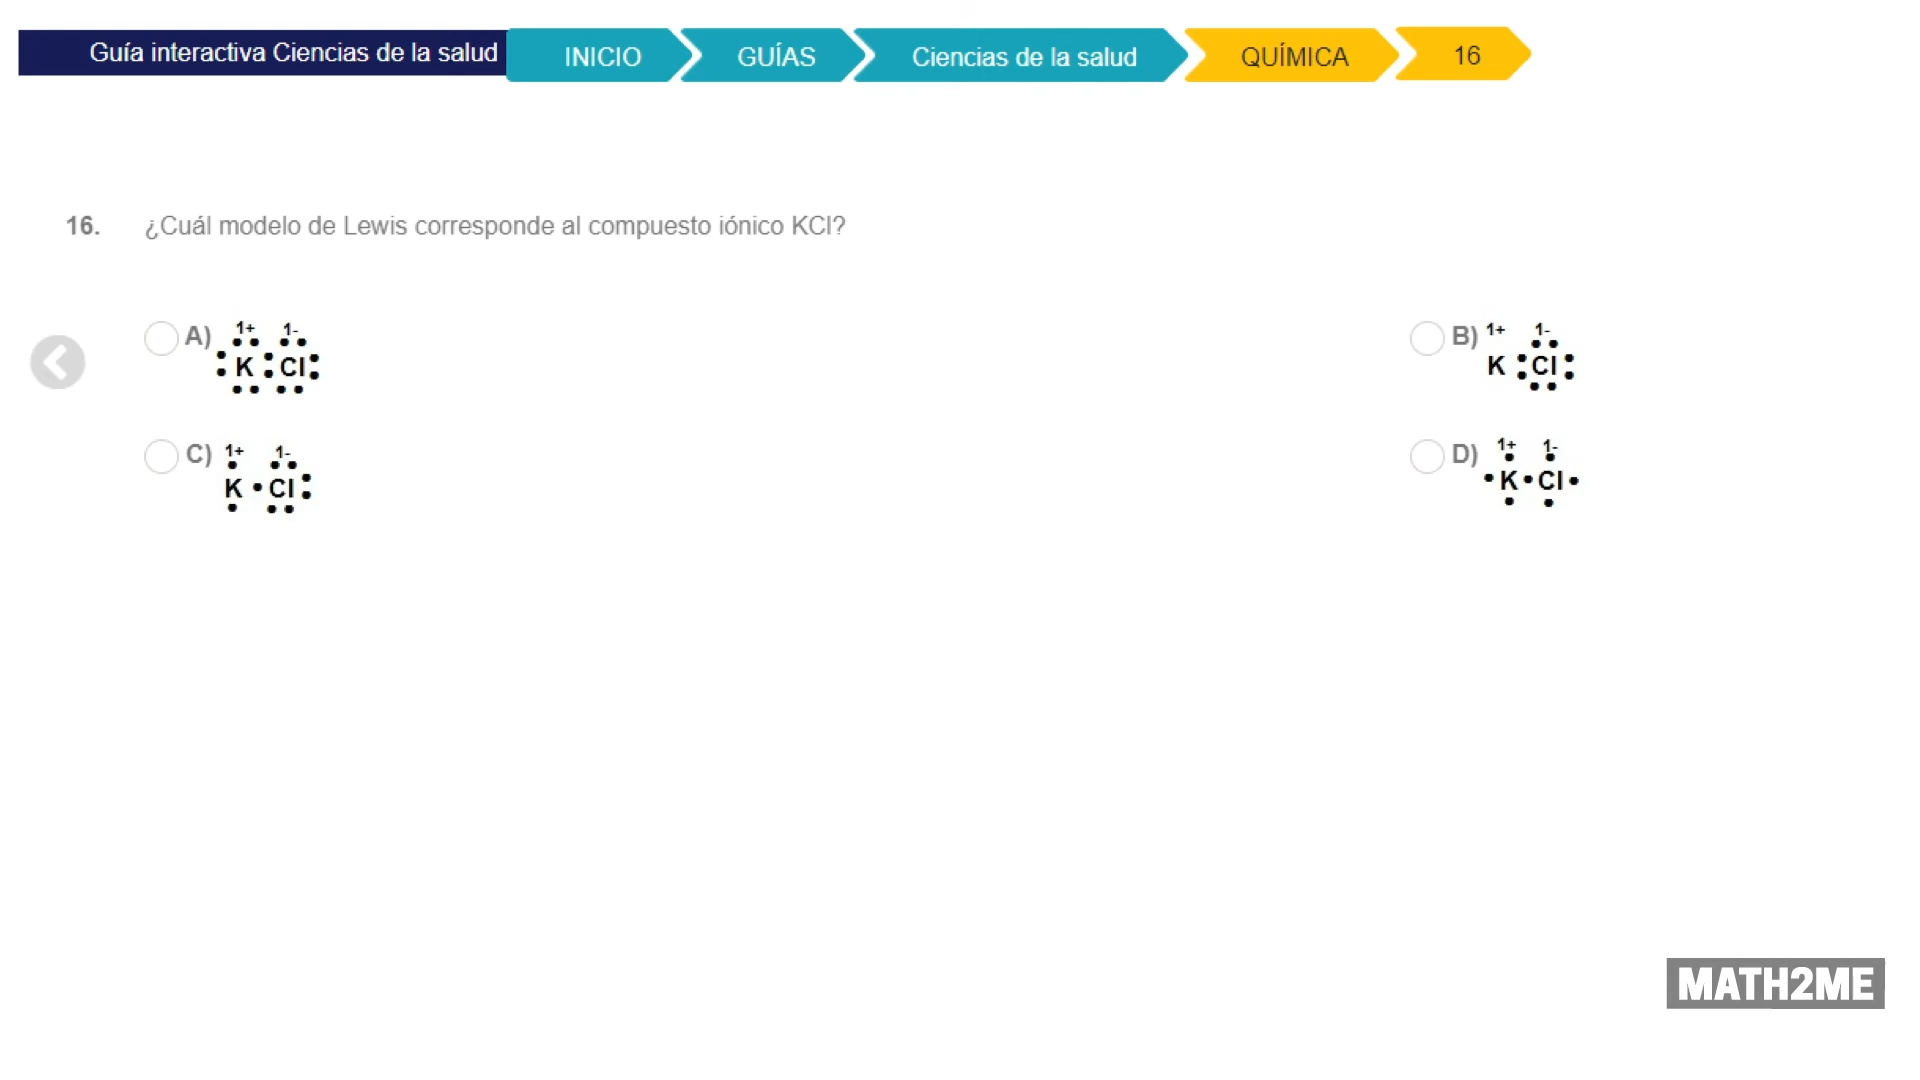 Guía interactiva Ciencias de la salud INICIO GUÍAS Ciencias de la salud QUÍMICA 16
16. ¿Cuál modelo de Lewis corresponde al compuesto iónico KCl?
A) 1+ 1-
K Cl
B) 1+ 1-
K Cl
C) 1+ 1-
K Cl
D) 1+ 1-
K Cl
MATH2ME